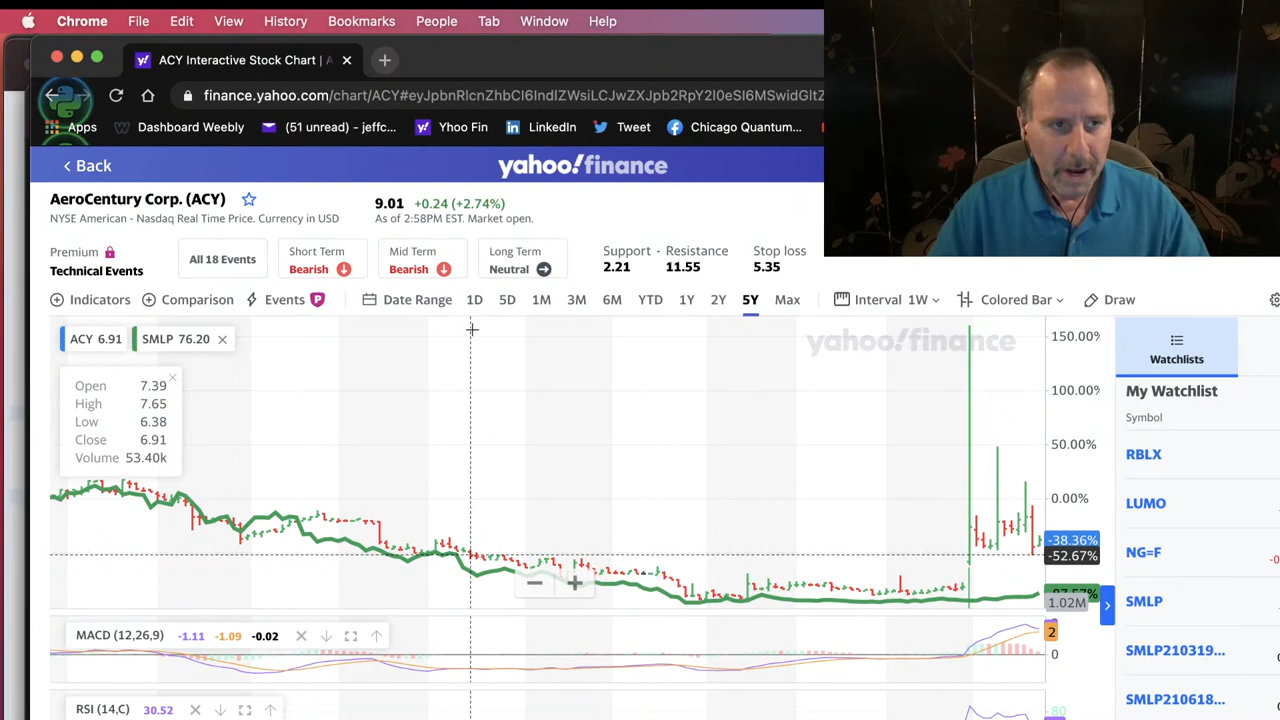 Chrome File Edit View History Bookmarks People Tab Window Help
ACY Interactive Stock Chart | A
finance.yahoo.com/chart/ACY#eyJpbnRlcnZhbCI6IndlZWsiLCJwZXJpb2RpY2l0eSI6MSwidGltZ
Apps Dashboard Weekly (51 unread) - jeffc... Yhoo Fin LinkedIn Tweet Chicago Quantum...
Back
yahoo!finance
AeroCentury Corp. (ACY)
NYSE American - Nasdaq Real Time Price. Currency in USD
9.01 +0.24 (+2.74%)
As of 2:58PM EST. Market open.
Premium
Technical Events
All 18 Events
Short Term
Bearish
Mid Term
Bearish
Long Term
Neutral
Support - Resistance
2.21 11.55
Stop loss
5.35
Indicators Comparison Events P Date Range 1D 5D 1M 3M 6M YTD 1Y 2Y 5Y Max Interval 1W Colored Bar Draw
ACY 6.91 SMLP 76.20
yahoo!finance
Open 7.39
High 7.65
Low 6.38
Close 6.91
Volume 53.40k
150.00%
100.00%
50.00%
0.00%
-38.36%
-52.67%
1.02M
MACD (12,26,9) -1.11 -1.09 -0.02
2
0
RSI (14,C) 30.52
80
Watchlists
My Watchlist
Symbol
RBLX
LUMO
NG=F
SMLP
SMLP210319...
SMLP210618...